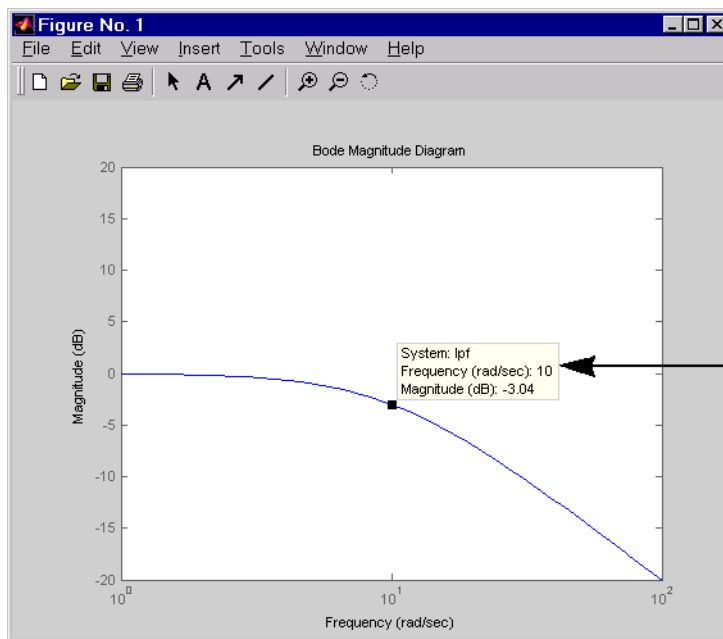 Figure No. 1
File Edit View Insert Tools Window Help
A
Bode Magnitude Diagram
20
15
10
5
0
-5
-10
-15
-20
Magnitude (dB)
System: lpf
Frequency (rad/sec): 10
Magnitude (dB): -3.04
10^0 10^1 10^2
Frequency (rad/sec)